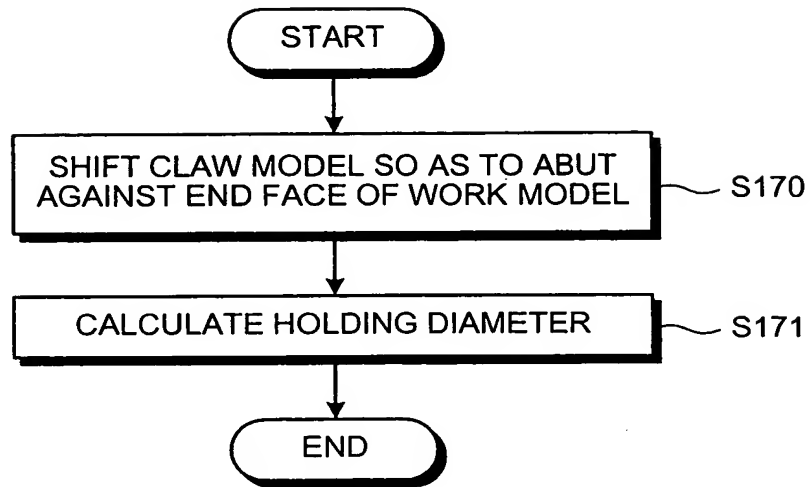 START
SHIFT CLAW MODEL SO AS TO ABUT
AGAINST END FACE OF WORK MODEL
S170
CALCULATE HOLDING DIAMETER
S171
END